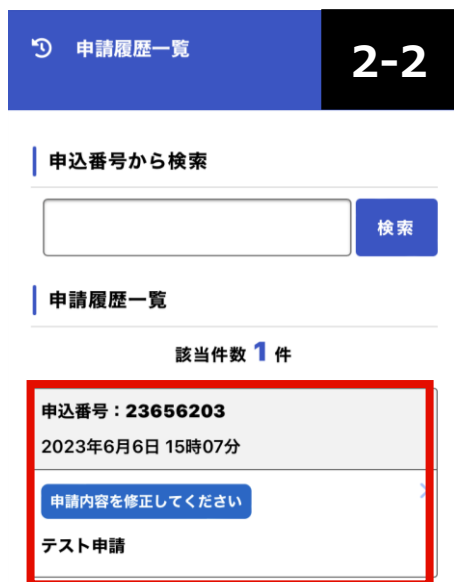 申請履歴一覧
2-2
申込番号から検索
検索
申請履歴一覧
該当件数 1 件
申込番号：23656203
2023年6月6日 15時07分
申請内容を修正してください
テスト申請